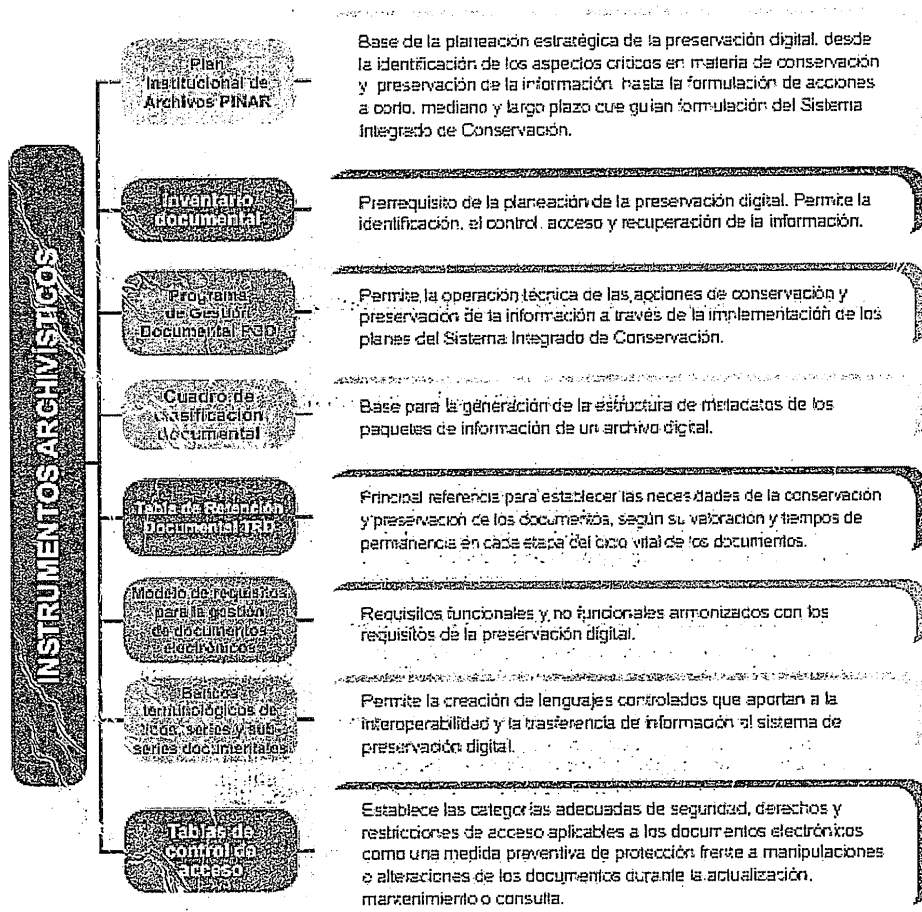 INSTRUMENTOS ARCHIVÍSTICOS
Plan
Institucional de
Archivos PINAR
Base de la planeación estratégica de la preservación digital, desde
la identificación de los aspectos críticos en materia de conservación
y preservación de la información, hasta la formulación de acciones
a corto, mediano y largo plazo que guían formulación del Sistema
Integrado de Conservación.
Inventario
documental
Prerrequisito de la planeación de la preservación digital. Permite la
identificación, el control, acceso y recuperación de la información.
Programa
de Gestión
Documental PGD
Permite la operación técnica de las acciones de conservación y
preservación de la información a través de la implementación de los
planes del Sistema Integrado de Conservación.
Cuadro de
clasificación
documental
Base para la generación de la estructura de metadatos de los
paquetes de información de un archivo digital.
Tabla de Retención
Documental TRD
Principal referencia para establecer las necesidades de la conservación
y preservación de los documentos, según su valoración y tiempos de
permanencia en cada etapa del ciclo vital de los documentos.
Modelo de requisitos
para la gestión
de documentos
electrónicos
Requisitos funcionales y no funcionales armonizados con los
requisitos de la preservación digital.
Bancos
terminológicos de
tipos, series y sub-
series documentales
Permite la creación de lenguajes controlados que aportan a la
interoperabilidad y la trasferencia de información al sistema de
preservación digital.
Tablas de
control de
acceso
Establece las categorías adecuadas de seguridad, derechos y
restricciones de acceso aplicables a los documentos electrónicos
como una medida preventiva de protección frente a manipulaciones
o alteraciones de los documentos durante la actualización,
mantenimiento o consulta.